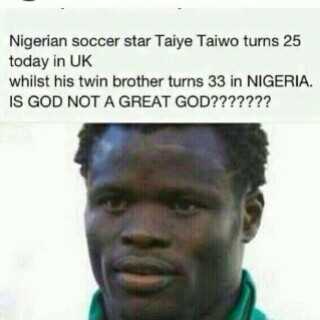 Nigerian soccer star Taiye Taiwo turns 25
today in UK
whilst his twin brother turns 33 in NIGERIA.
IS GOD NOT A GREAT GOD???????